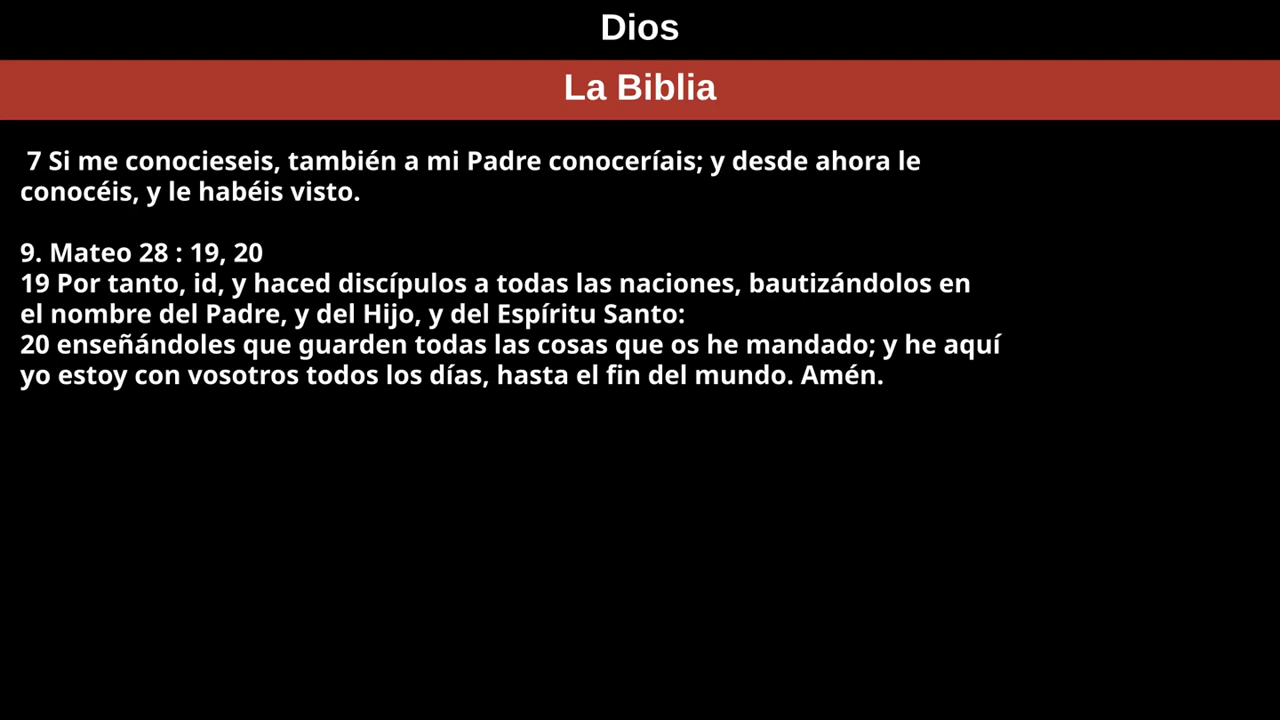 Dios
La Biblia
7 Si me conocieseis, también a mi Padre conoceríais; y desde ahora le
conocéis, y le habéis visto.
9. Mateo 28 : 19, 20
19 Por tanto, id, y haced discípulos a todas las naciones, bautizándolos en
el nombre del Padre, y del Hijo, y del Espíritu Santo:
20 enseñándoles que guarden todas las cosas que os he mandado; y he aquí
yo estoy con vosotros todos los días, hasta el fin del mundo. Amén.